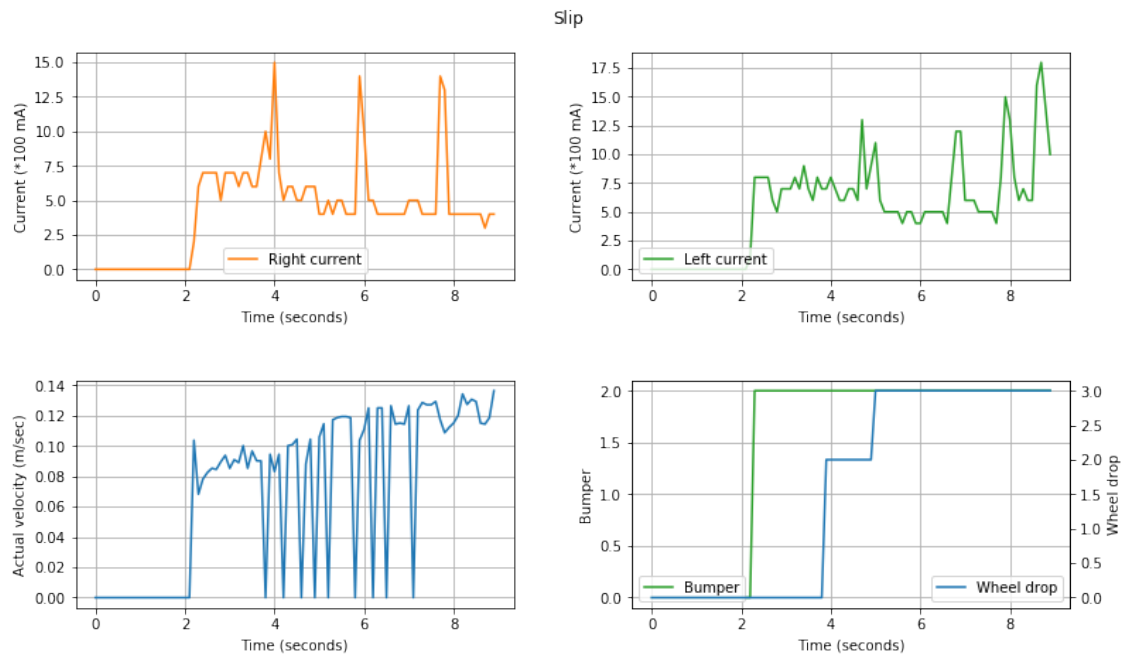 Slip
Current (*100 mA)
15.0
12.5
10.0
7.5
5.0
2.5
0.0
Right current
0 2 4 6 8
Time (seconds)
Current (*100 mA)
17.5
15.0
12.5
10.0
7.5
5.0
2.5
0.0
Left current
0 2 4 6 8
Time (seconds)
Actual velocity (m/sec)
0.14
0.12
0.10
0.08
0.06
0.04
0.02
0.00
0 2 4 6 8
Time (seconds)
Bumper
2.0
1.5
1.0
0.5
0.0
Bumper
Wheel drop
3.0
2.5
2.0
1.5
1.0
0.5
0.0
Wheel drop
0 2 4 6 8
Time (seconds)